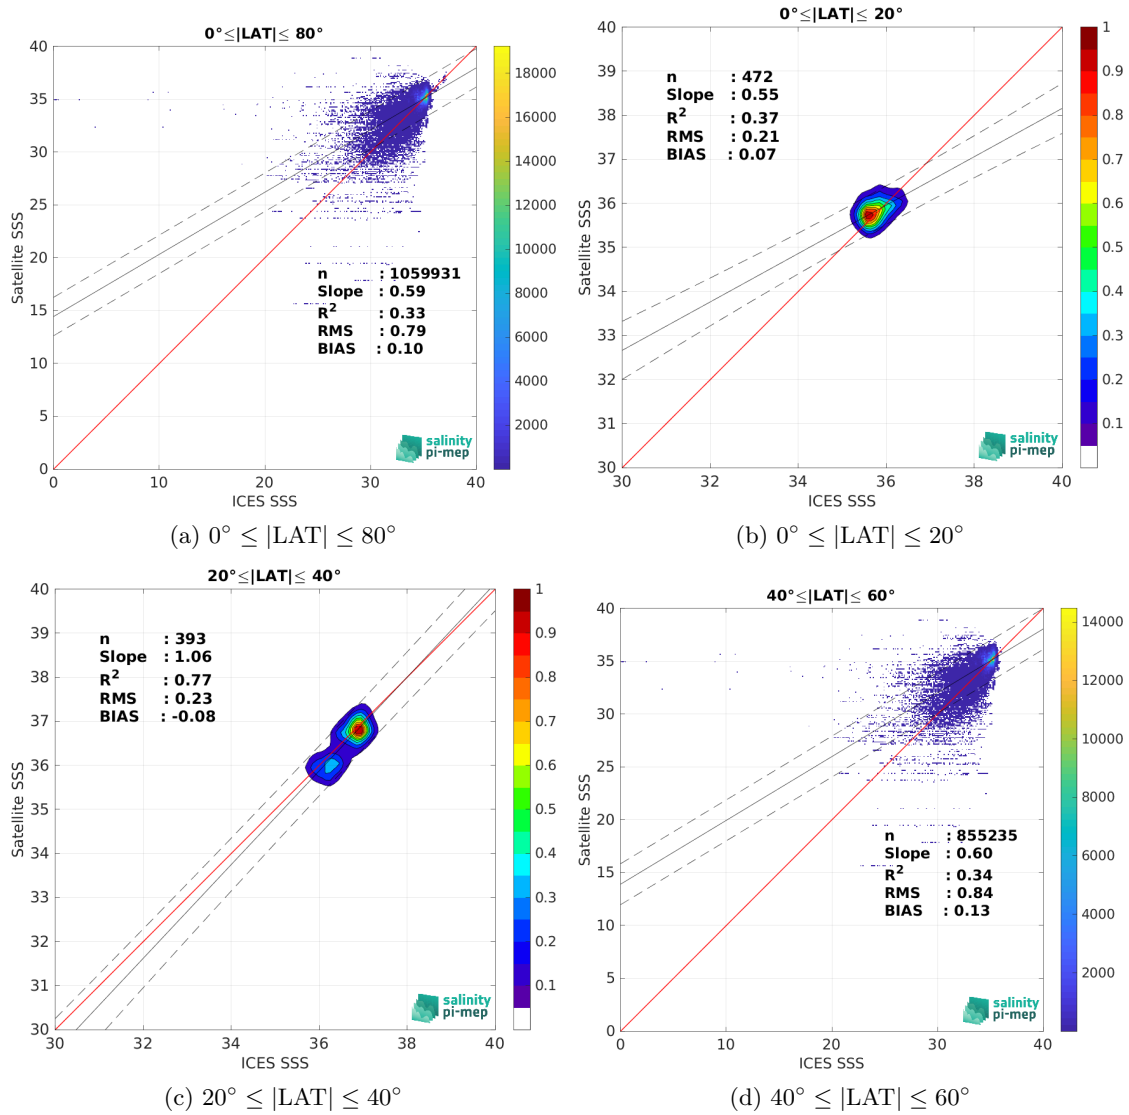 0°≤|LAT|≤ 80°
40
35
30
25
20
15
10
5
0
Satellite SSS
n : 1059931
Slope : 0.59
R² : 0.33
RMS : 0.79
BIAS : 0.10
salinity
pi-mep
0 10 20 30 40
ICES SSS
18000
16000
14000
12000
10000
8000
6000
4000
2000
(a) 0° ≤ |LAT| ≤ 80°
0°≤|LAT|≤ 20°
40
39
38
37
36
35
34
33
32
31
30
Satellite SSS
n : 472
Slope : 0.55
R² : 0.37
RMS : 0.21
BIAS : 0.07
salinity
pi-mep
30 32 34 36 38 40
ICES SSS
1
0.9
0.8
0.7
0.6
0.5
0.4
0.3
0.2
0.1
(b) 0° ≤ |LAT| ≤ 20°
20°≤|LAT|≤ 40°
40
39
38
37
36
35
34
33
32
31
30
Satellite SSS
n : 393
Slope : 1.06
R² : 0.77
RMS : 0.23
BIAS : -0.08
salinity
pi-mep
30 32 34 36 38 40
ICES SSS
1
0.9
0.8
0.7
0.6
0.5
0.4
0.3
0.2
0.1
(c) 20° ≤ |LAT| ≤ 40°
40°≤|LAT|≤ 60°
40
35
30
25
20
15
10
5
0
Satellite SSS
n : 855235
Slope : 0.60
R² : 0.34
RMS : 0.84
BIAS : 0.13
salinity
pi-mep
0 10 20 30 40
ICES SSS
14000
12000
10000
8000
6000
4000
2000
(d) 40° ≤ |LAT| ≤ 60°